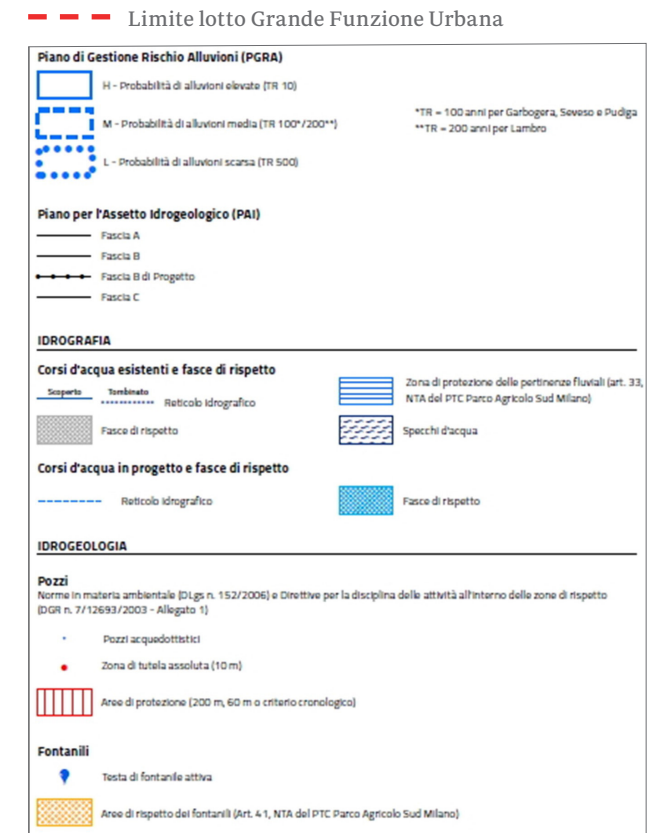 Limite lotto Grande Funzione Urbana
Piano di Gestione Rischio Alluvioni (PGRA)
H - Probabilità di alluvioni elevate (TR 10)
M - Probabilità di alluvioni media (TR 100*/200**)
*TR = 100 anni per Garbogera, Seveso e Pudiga
**TR = 200 anni per Lambro
L - Probabilità di alluvioni scarsa (TR 500)
Piano per l'Assetto Idrogeologico (PAI)
Fascia A
Fascia B
Fascia B di Progetto
Fascia C
IDROGRAFIA
Corsi d'acqua esistenti e fasce di rispetto
Scoperto Tombinato
Reticolo idrografico
Zona di protezione delle pertinenze fluviali (art. 33,
NTA del PTC Parco Agricolo Sud Milano)
Fasce di rispetto
Specchi d'acqua
Corsi d'acqua in progetto e fasce di rispetto
Reticolo idrografico
Fasce di rispetto
IDROGEOLOGIA
Pozzi
Norme in materia ambientale (DLgs n. 152/2006) e Direttive per la disciplina delle attività all'interno delle zone di rispetto
(DGR n. 7/12693/2003 - Allegato 1)
Pozzi acquedottistici
Zona di tutela assoluta (10 m)
Aree di protezione (200 m, 60 m o criterio cronologico)
Fontanili
Testa di fontanile attiva
Aree di rispetto dei fontanili (Art. 41, NTA del PTC Parco Agricolo Sud Milano)